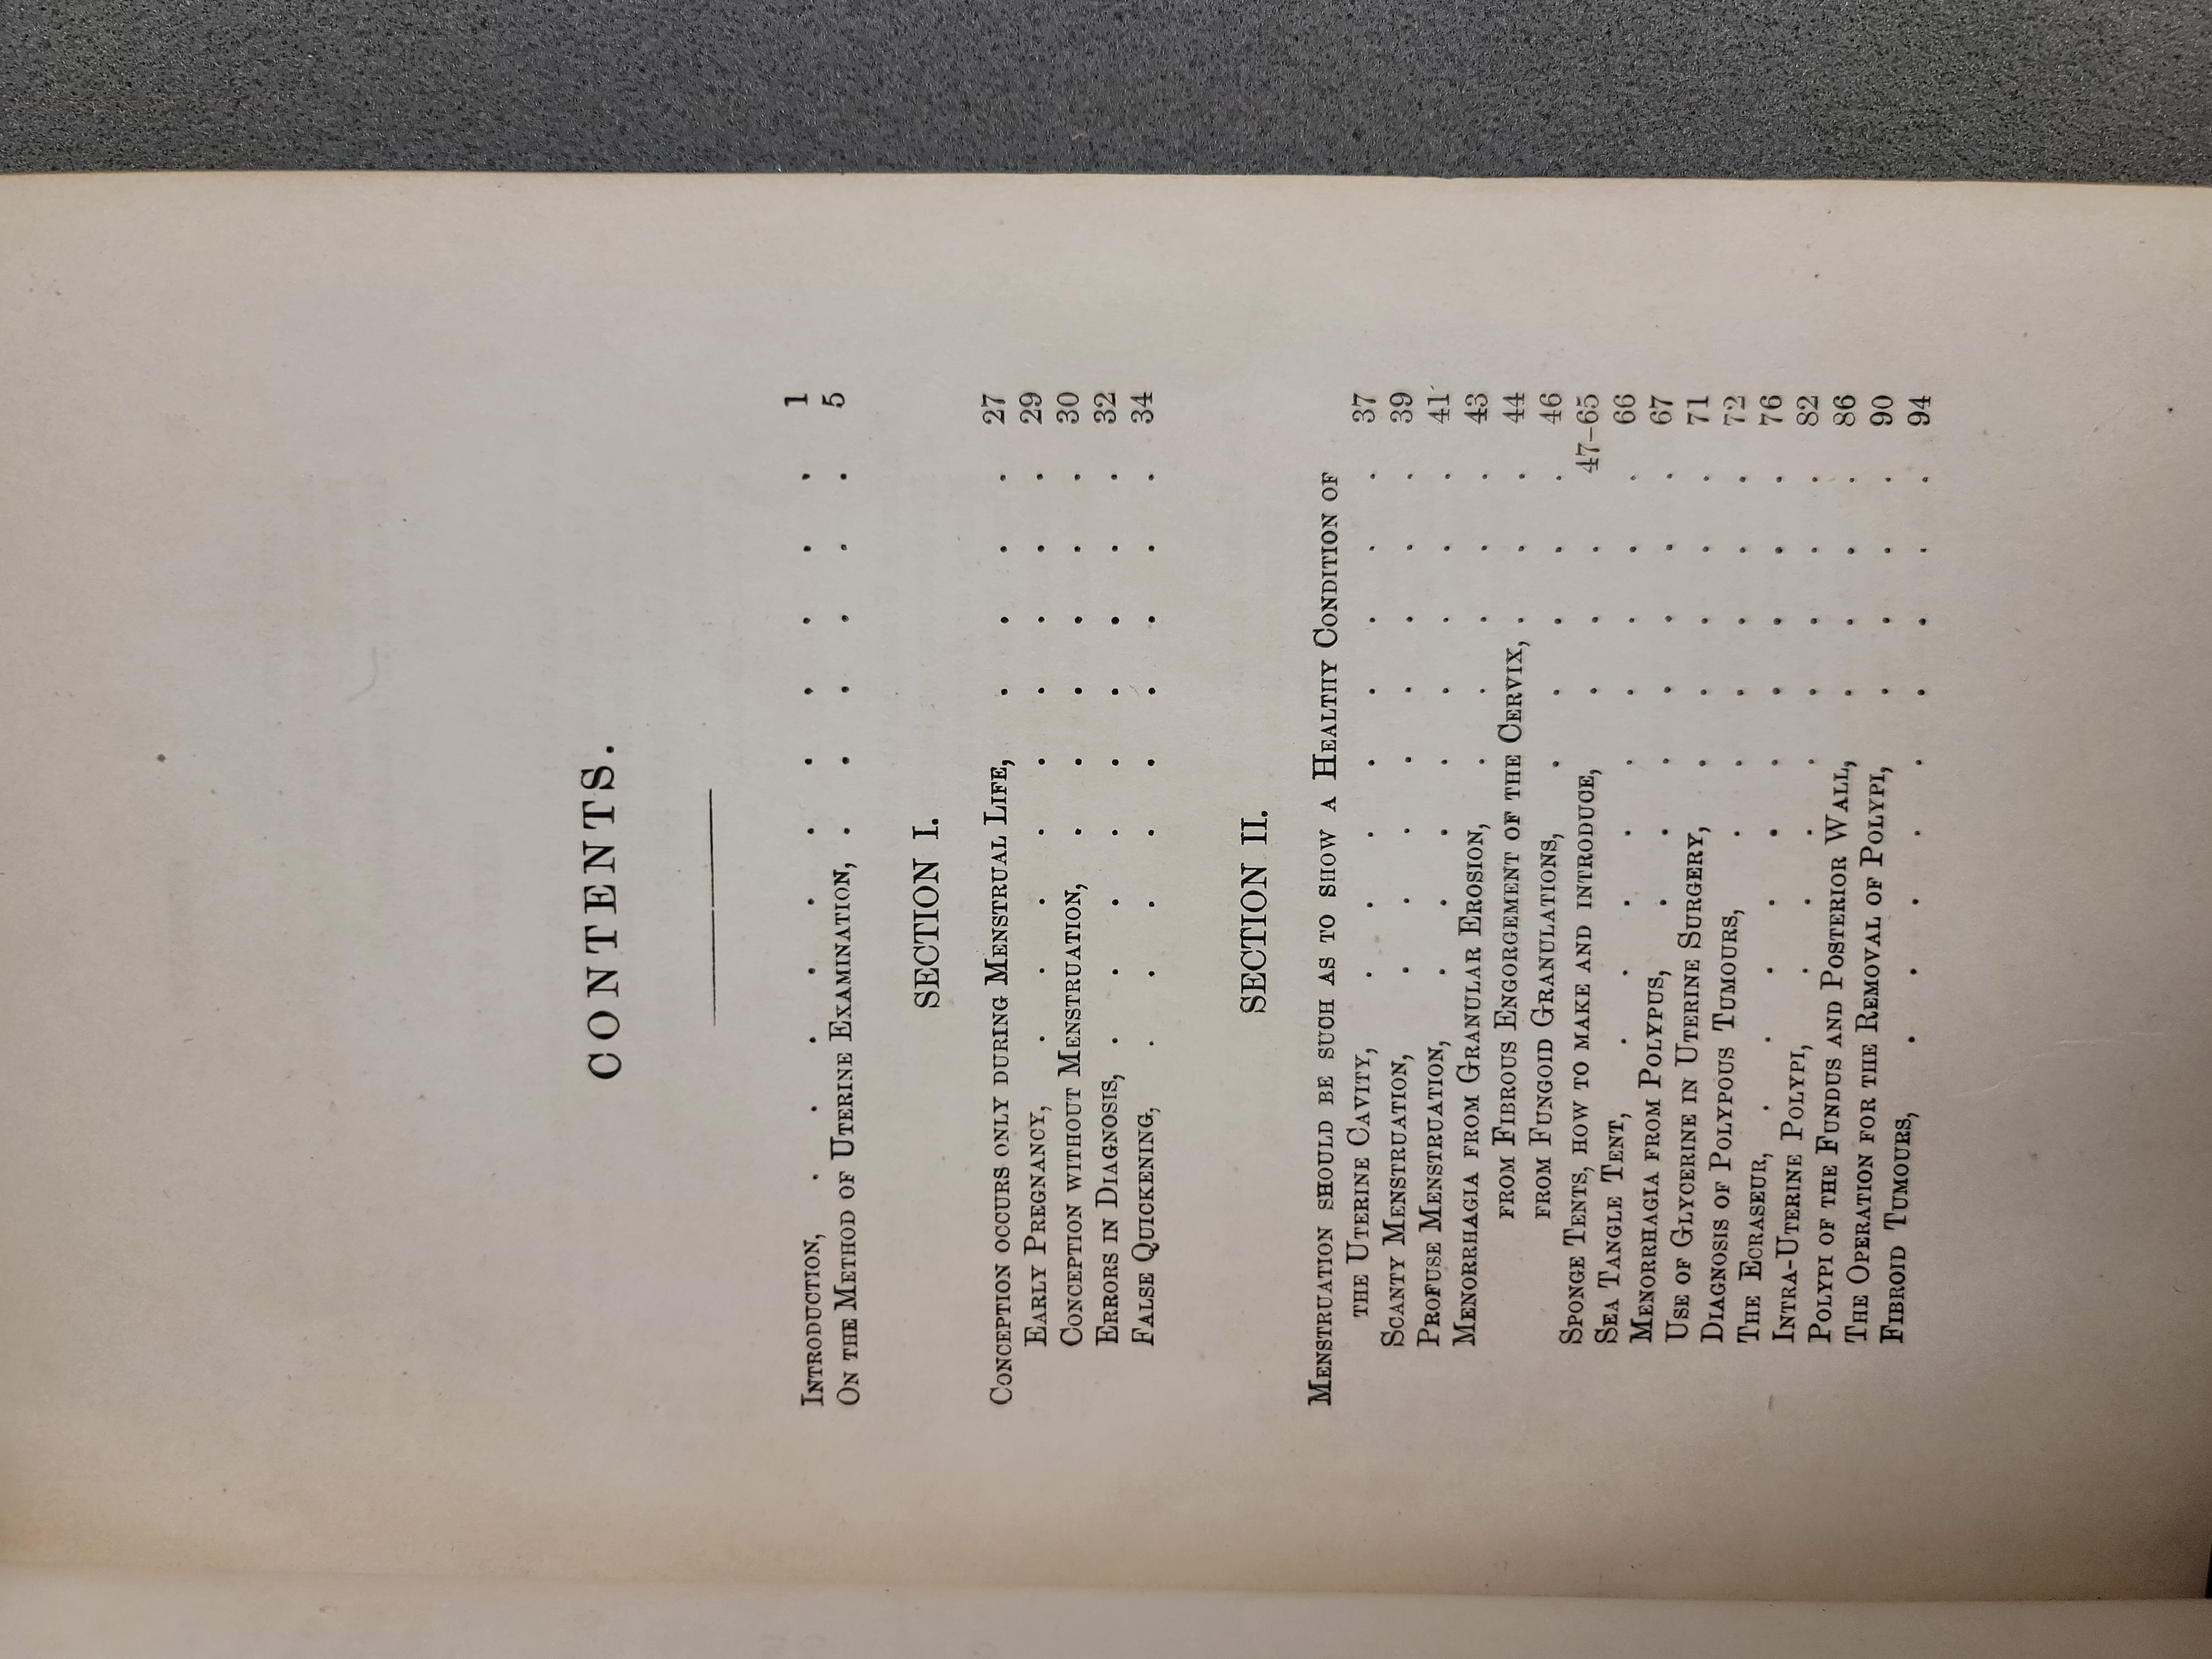 CONTENTS.
INTRODUCTION, . . . . . . . . . . . 1
ON THE METHOD OF UTERINE EXAMINATION, . . . . . . 5
SECTION I.
CONCEPTION OCCURS ONLY DURING MENSTRUAL LIFE, . . . . 27
EARLY PREGNANCY, . . . . . . . . . 29
CONCEPTION WITHOUT MENSTRUATION, . . . . . . 30
ERRORS IN DIAGNOSIS, . . . . . . . . . 32
FALSE QUICKENING, . . . . . . . . . 34
SECTION II.
MENSTRUATION SHOULD BE SUCH AS TO SHOW A HEALTHY CONDITION OF
THE UTERINE CAVITY, . . . . . . . . 37
SCANTY MENSTRUATION, . . . . . . . . 39
PROFUSE MENSTRUATION, . . . . . . . . 41
MENORRHAGIA FROM GRANULAR EROSION, . . . . . 43
FROM FIBROUS ENGORGEMENT OF THE CERVIX, . . . 44
FROM FUNGOID GRANULATIONS, . . . . . 46
SPONGE TENTS, HOW TO MAKE AND INTRODUCE, . . . 47–65
SEA TANGLE TENT, . . . . . . . . . 66
MENORRHAGIA FROM POLYPUS, . . . . . . . 67
USE OF GLYCERINE IN UTERINE SURGERY, . . . . . 71
DIAGNOSIS OF POLYPOUS TUMOURS, . . . . . . 72
THE ECRASEUR, . . . . . . . . . . 76
INTRA-UTERINE POLYPI, . . . . . . . . 82
POLYPI OF THE FUNDUS AND POSTERIOR WALL, . . . . 86
THE OPERATION FOR THE REMOVAL OF POLYPI, . . . . 90
FIBROID TUMOURS, . . . . . . . . . 94